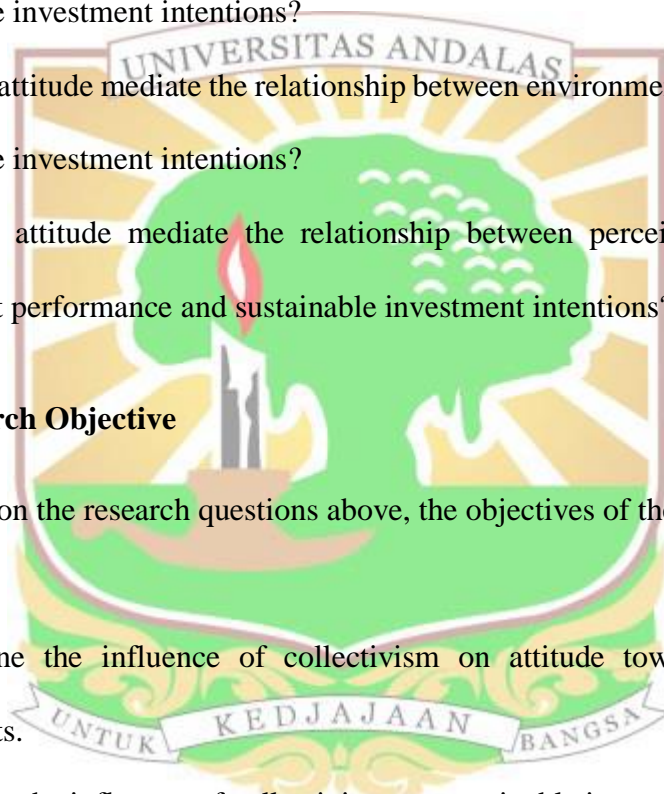 e investment intentions?
UNIVERSITAS ANDALAS
attitude mediate the relationship between environme
e investment intentions?
attitude mediate the relationship between percei
t performance and sustainable investment intentions
rch Objective
on the research questions above, the objectives of the
ne the influence of collectivism on attitude tow
UNTUK KEDJAJAAN BANGSA
ts.